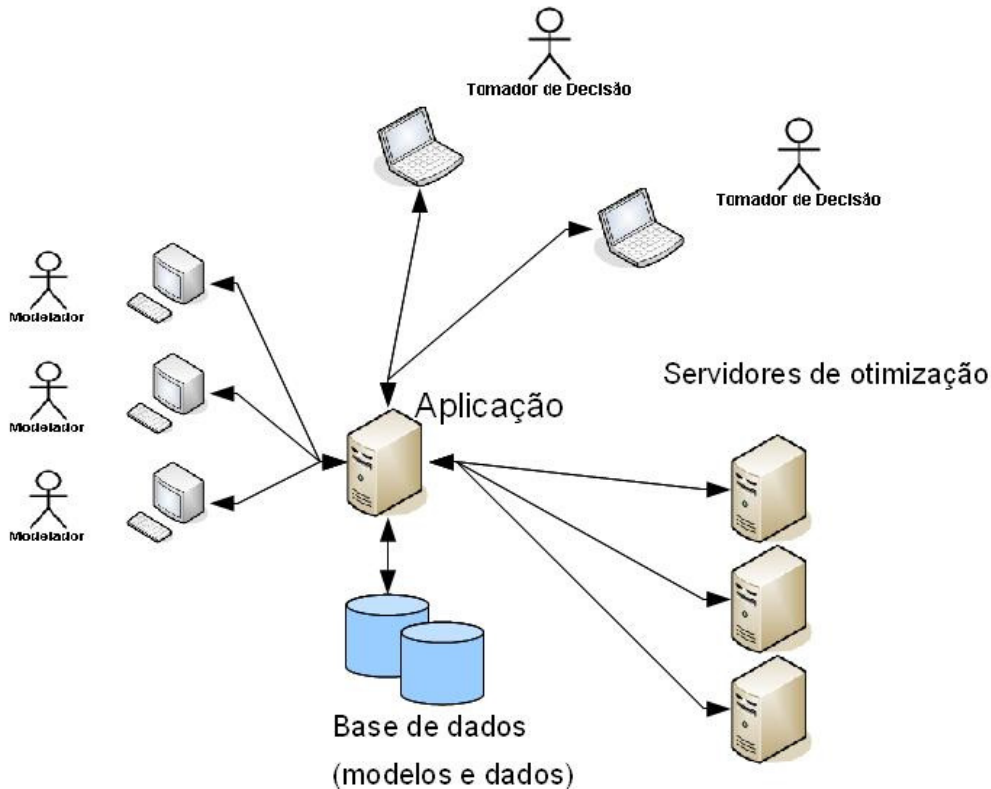 Tomador de Decisão
Tomador de Decisão
Modelador
Modelador
Modelador
Aplicação
Servidores de otimização
Base de dados
(modelos e dados)